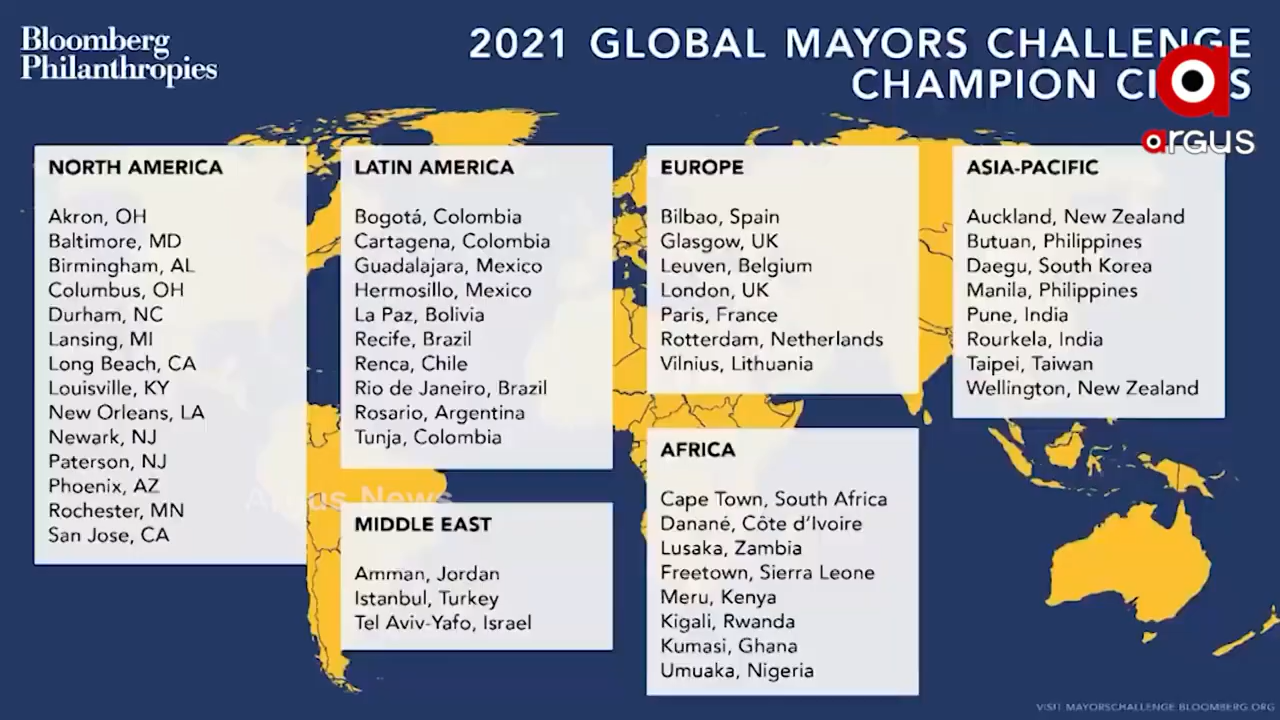 Bloomberg
Philanthropies
2021 GLOBAL MAYORS CHALLENGE
CHAMPION CI S
argus
NORTH AMERICA
Akron, OH
Baltimore, MD
Birmingham, AL
Columbus, OH
Durham, NC
Lansing, MI
Long Beach, CA
Louisville, KY
New Orleans, LA
Newark, NJ
Paterson, NJ
Phoenix, AZ
Rochester, MN
San Jose, CA
LATIN AMERICA
Bogotá, Colombia
Cartagena, Colombia
Guadalajara, Mexico
Hermosillo, Mexico
La Paz, Bolivia
Recife, Brazil
Renca, Chile
Rio de Janeiro, Brazil
Rosario, Argentina
Tunja, Colombia
Argus News
MIDDLE EAST
Amman, Jordan
Istanbul, Turkey
Tel Aviv-Yafo, Israel
EUROPE
Bilbao, Spain
Glasgow, UK
Leuven, Belgium
London, UK
Paris, France
Rotterdam, Netherlands
Vilnius, Lithuania
AFRICA
Cape Town, South Africa
Danané, Côte d’Ivoire
Lusaka, Zambia
Freetown, Sierra Leone
Meru, Kenya
Kigali, Rwanda
Kumasi, Ghana
Umuaka, Nigeria
ASIA-PACIFIC
Auckland, New Zealand
Butuan, Philippines
Daegu, South Korea
Manila, Philippines
Pune, India
Rourkela, India
Taipei, Taiwan
Wellington, New Zealand
VISIT MAYORSCHALLENGE.BLOOMBERG.ORG